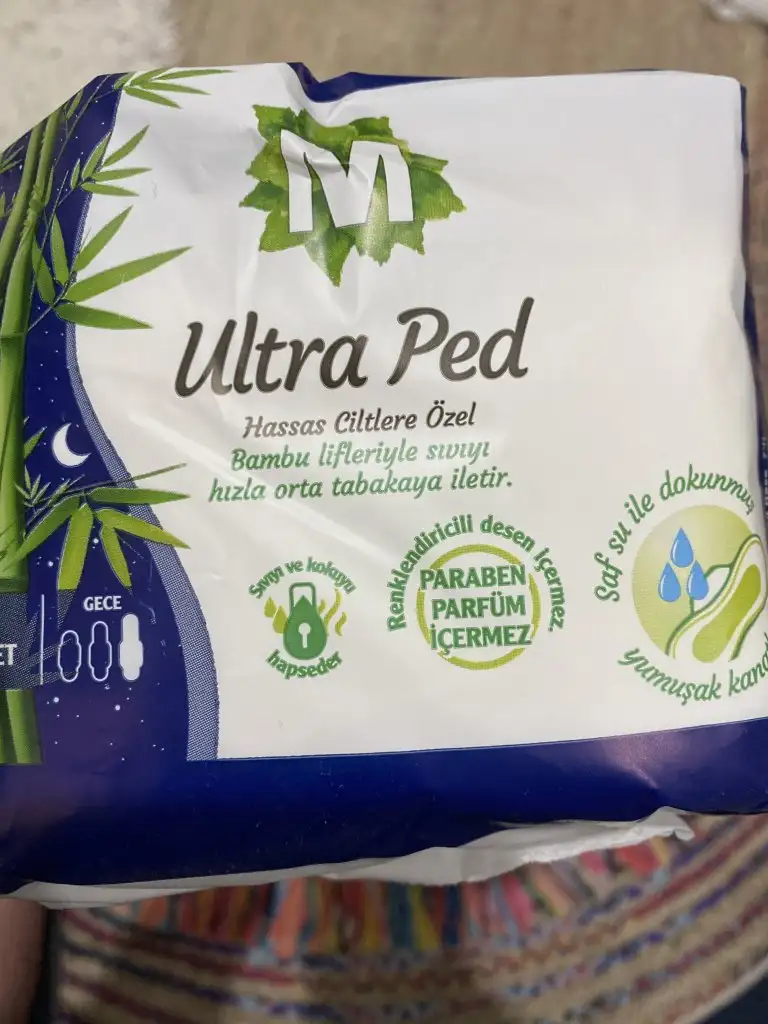 M
Ultra Ped
Hassas Ciltlere Özel
Bambu lifleriyle sıvıyı
hızla orta tabakaya iletir.
GECE
Sıvıyı ve kokuyu
hapseder
Renklendiricili desen içermez.
PARABEN
PARFÜM
İÇERMEZ
Saf su ile dokunmuş
yumuşak